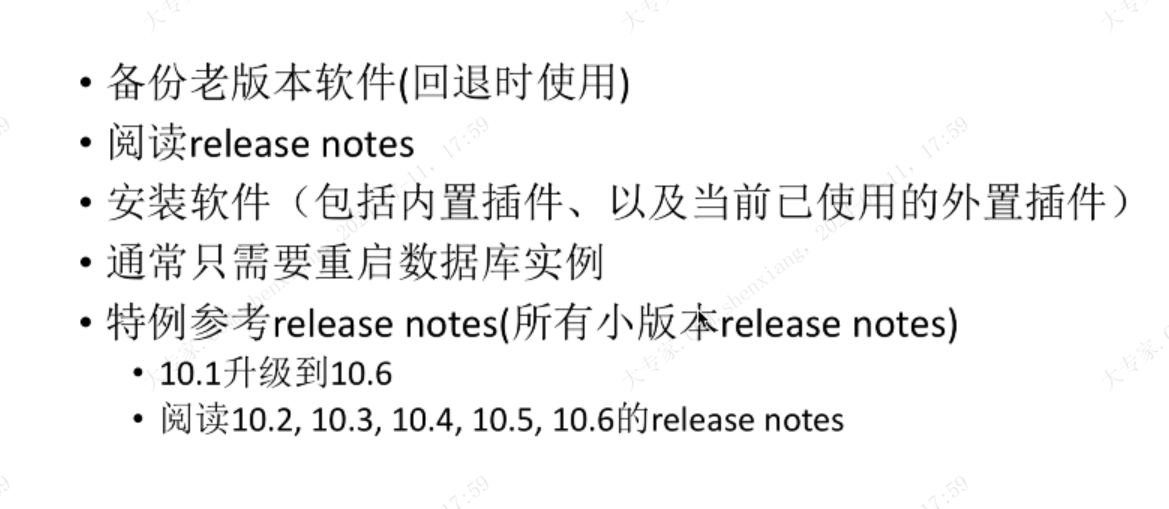 • 备份老版本软件(回退时使用)
• 阅读release notes
• 安装软件（包括内置插件、以及当前已使用的外置插件）
• 通常只需要重启数据库实例
• 特例参考release notes(所有小版本release notes)
• 10.1升级到10.6
• 阅读10.2, 10.3, 10.4, 10.5, 10.6的release notes